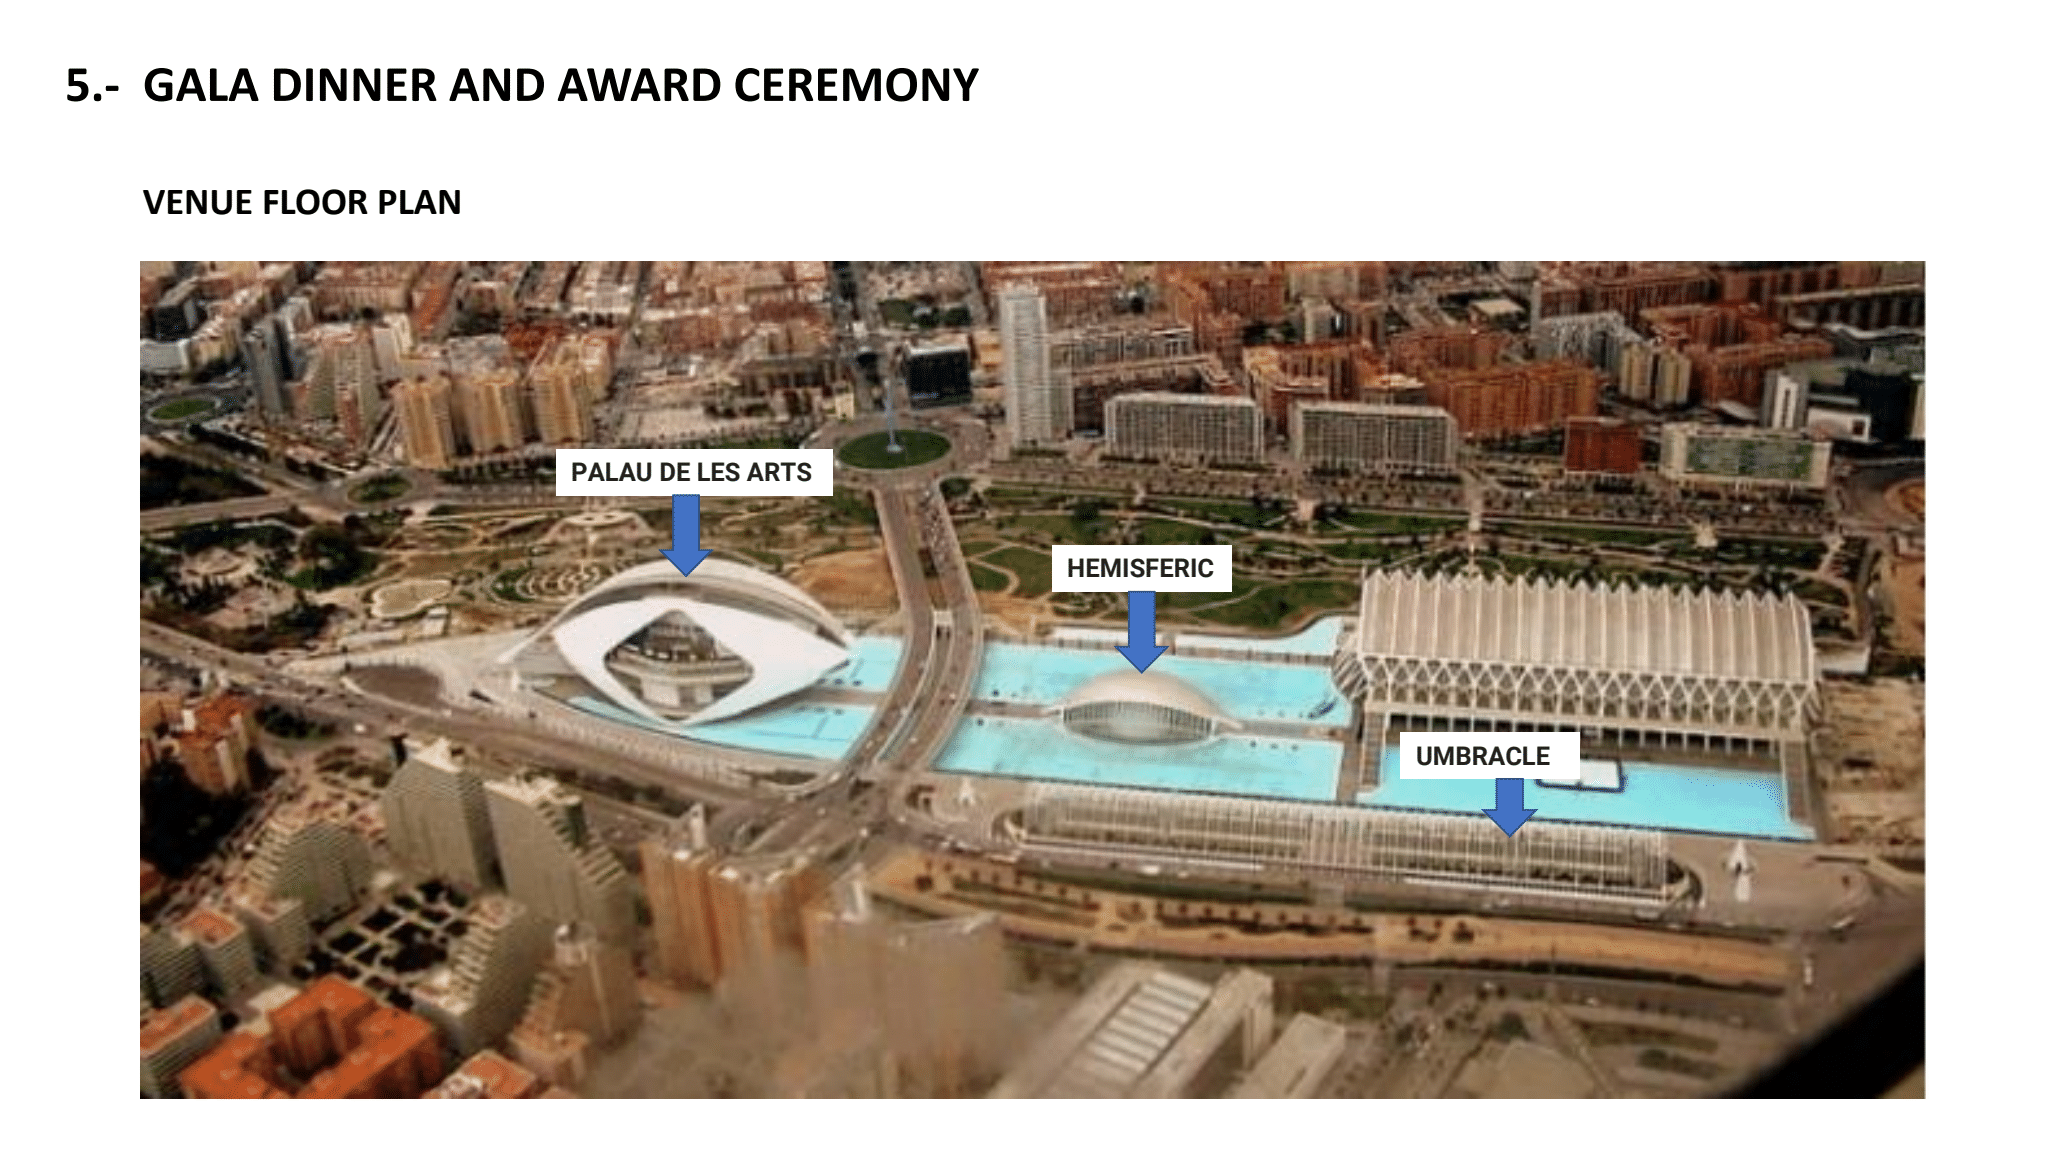 5.- GALA DINNER AND AWARD CEREMONY
VENUE FLOOR PLAN
PALAU DE LES ARTS
HEMISFERIC
UMBRACLE